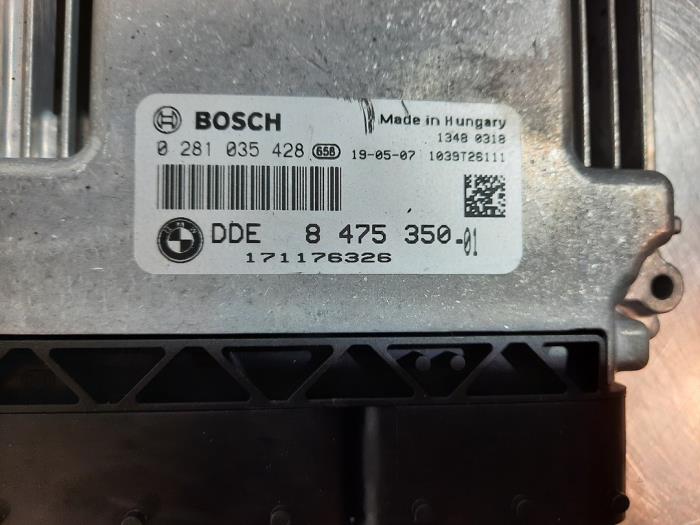 BOSCH Made in Hungary
1348 0318
0 281 035 428 658 19-05-07 1039T26111
DDE 8 475 350-01
171176326